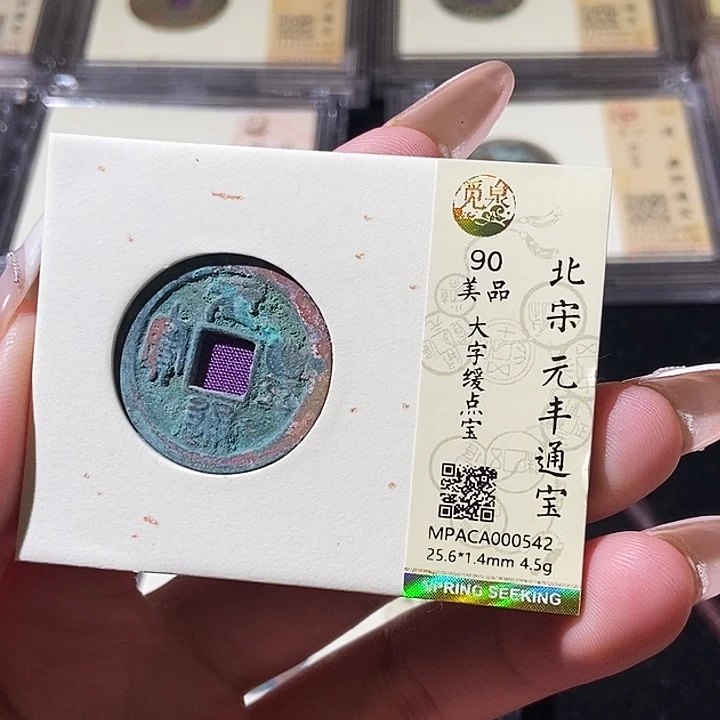 觅泉
90
美品
大字缓点宝
北宋 元丰通宝
MPACA000542
25.6*1.4mm 4.5g
SPRING SEEKING